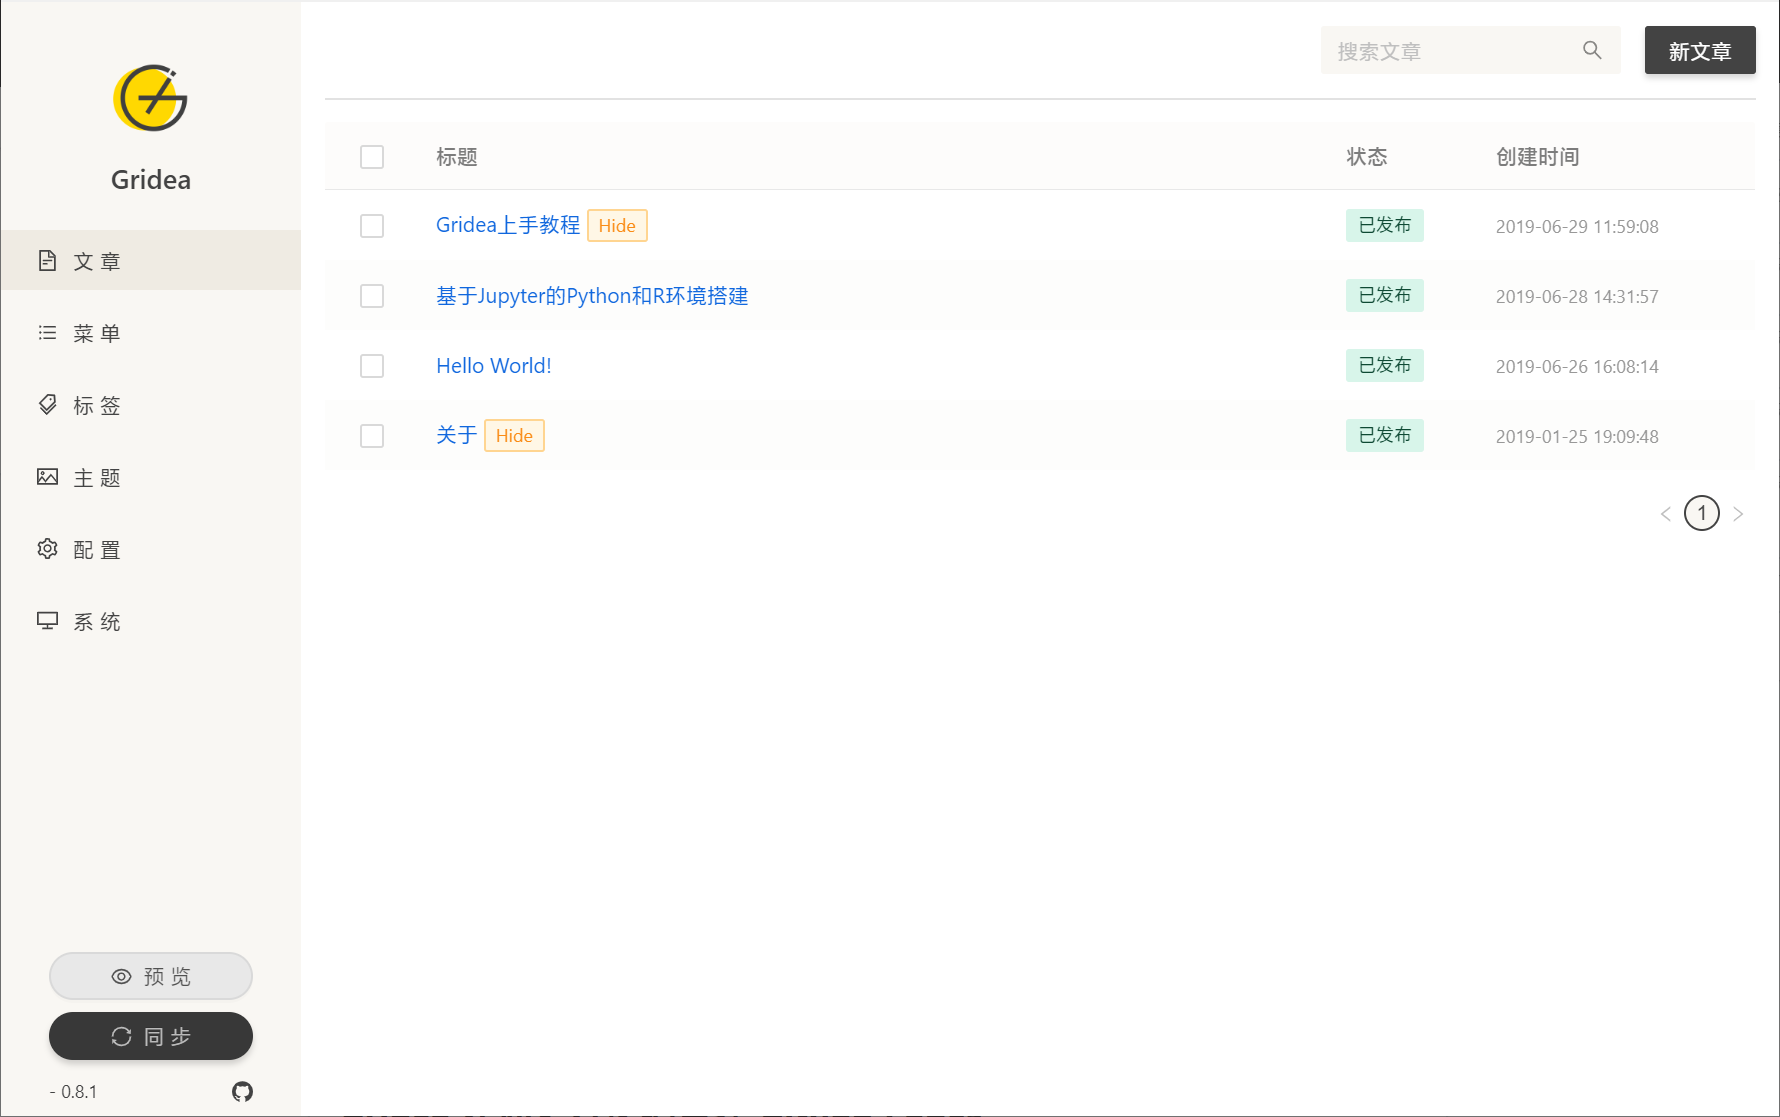 Gridea
文章
菜单
标签
主题
配置
系统
预览
同步
- 0.8.1
搜索文章
新文章
标题 状态 创建时间
Gridea上手教程 Hide 已发布 2019-06-29 11:59:08
基于Jupyter的Python和R环境搭建 已发布 2019-06-28 14:31:57
Hello World! 已发布 2019-06-26 16:08:14
关于 Hide 已发布 2019-01-25 19:09:48
< 1 >